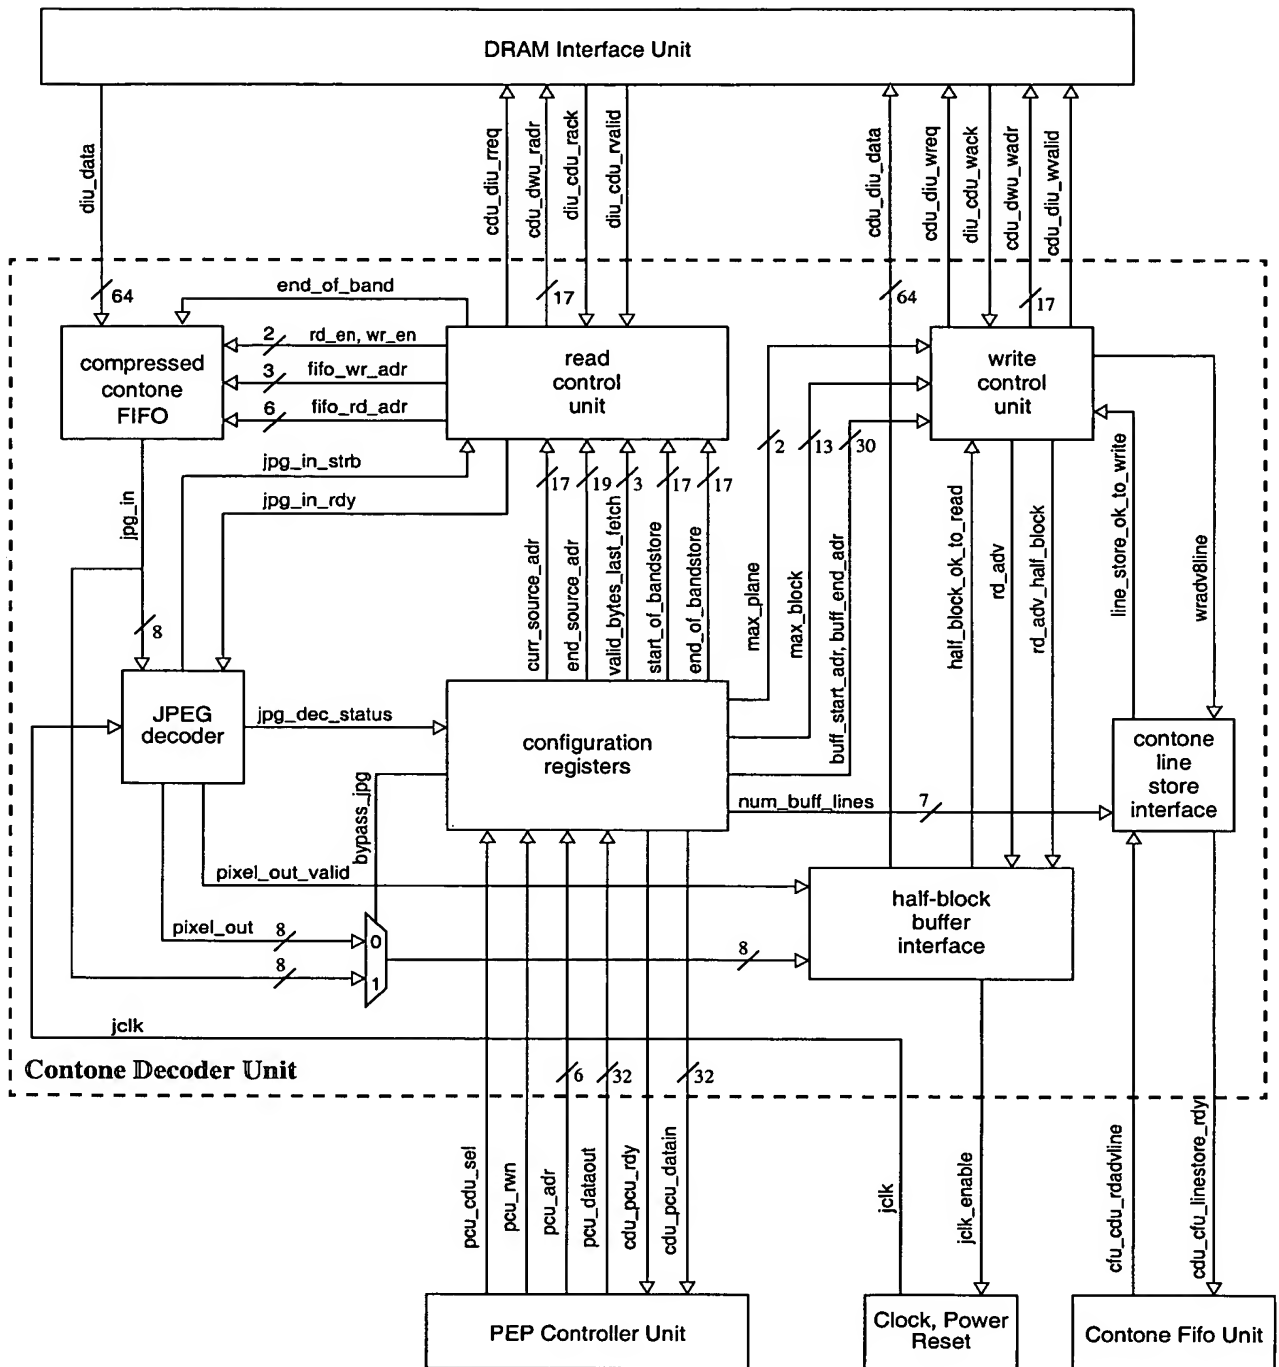 DRAM Interface Unit
diu_data
cdu_diu_rreq
cdu_dwu_radr
diu_cdu_rack
diu_cdu_rvalid
cdu_diu_data
cdu_diu_wreq
diu_cdu_wack
cdu_dwu_wadr
cdu_diu_wvalid
64
end_of_band
17
64
17
compressed
contone
FIFO
2
rd_en, wr_en
3
fifo_wr_adr
6
fifo_rd_adr
read
control
unit
write
control
unit
jpg_in
jpg_in_strb
jpg_in_rdy
8
17
19
3
17
17
curr_source_adr
end_source_adr
valid_bytes_last_fetch
start_of_bandstore
end_of_bandstore
2
13
30
max_plane
max_block
buff_start_adr, buff_end_adr
half_block_ok_to_read
rd_adv
rd_adv_half_block
line_store_ok_to_write
wradv8line
JPEG
decoder
jpg_dec_status
configuration
registers
contone
line
store
interface
bypass_jpg
num_buff_lines
7
pixel_out_valid
pixel_out
8
0
8
1
8
half-block
buffer
interface
jclk
Contone Decoder Unit
6
32
32
pcu_cdu_sel
pcu_rwn
pcu_adr
pcu_dataout
cdu_pcu_rdy
cdu_pcu_datain
jclk
jclk_enable
cfu_cdu_rdadvline
cdu_cfu_linestore_rdy
PEP Controller Unit
Clock, Power
Reset
Contone Fifo Unit